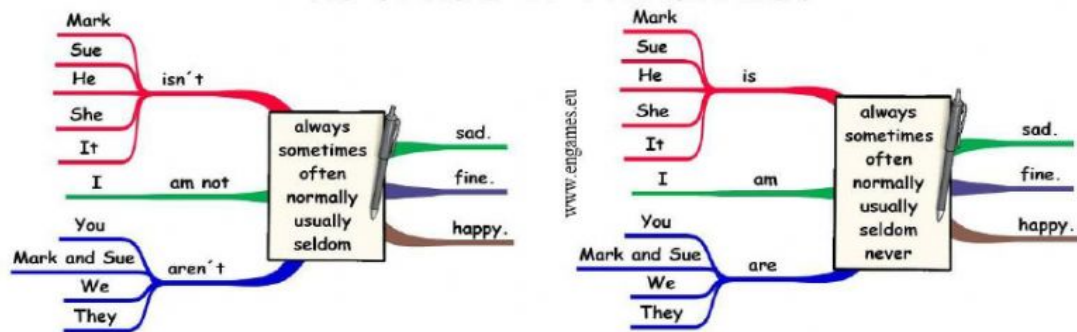 Mark
Sue
He
She
It
isn´t
I
am not
You
Mark and Sue
We
They
aren´t
always
sometimes
often
normally
usually
seldom
sad.
fine.
happy.
www.engames.eu
Mark
Sue
He
She
It
is
I
am
You
Mark and Sue
We
They
are
always
sometimes
often
normally
usually
seldom
never
sad.
fine.
happy.